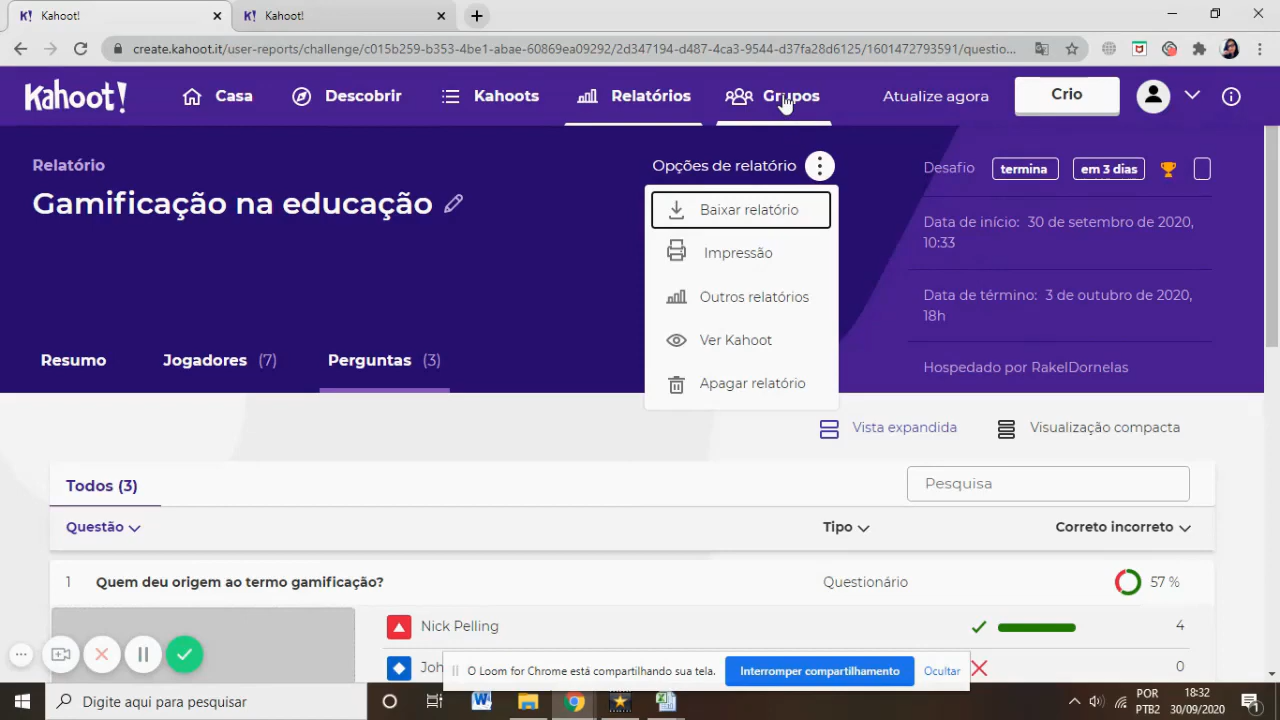 Kahoot!
Kahoot!
create.kahoot.it/user-reports/challenge/c015b259-b353-4be1-abae-60869ea09292/2d347194-d487-4ca3-9544-d37fa28d6125/1601472793591/questio...
Kahoot!
Casa
Descobrir
Kahoots
Relatórios
Grupos
Atualize agora
Crio
Relatório
Gamificação na educação
Opções de relatório
Baixar relatório
Impressão
Outros relatórios
Ver Kahoot
Apagar relatório
Desafio termina em 3 dias
Data de início: 30 de setembro de 2020,
10:33
Data de término: 3 de outubro de 2020,
18h
Hospedado por RakelDornelas
Resumo
Jogadores (7)
Perguntas (3)
Vista expandida
Visualização compacta
Todos (3)
Pesquisa
Questão
Tipo
Correto incorreto
1 Quem deu origem ao termo gamificação?
Questionário
57 %
Nick Pelling
4
Joh
0
O Loom for Chrome está compartilhando sua tela.
Interromper compartilhamento
Ocultar
Digite aqui para pesquisar
POR
PTB2
18:32
30/09/2020
1